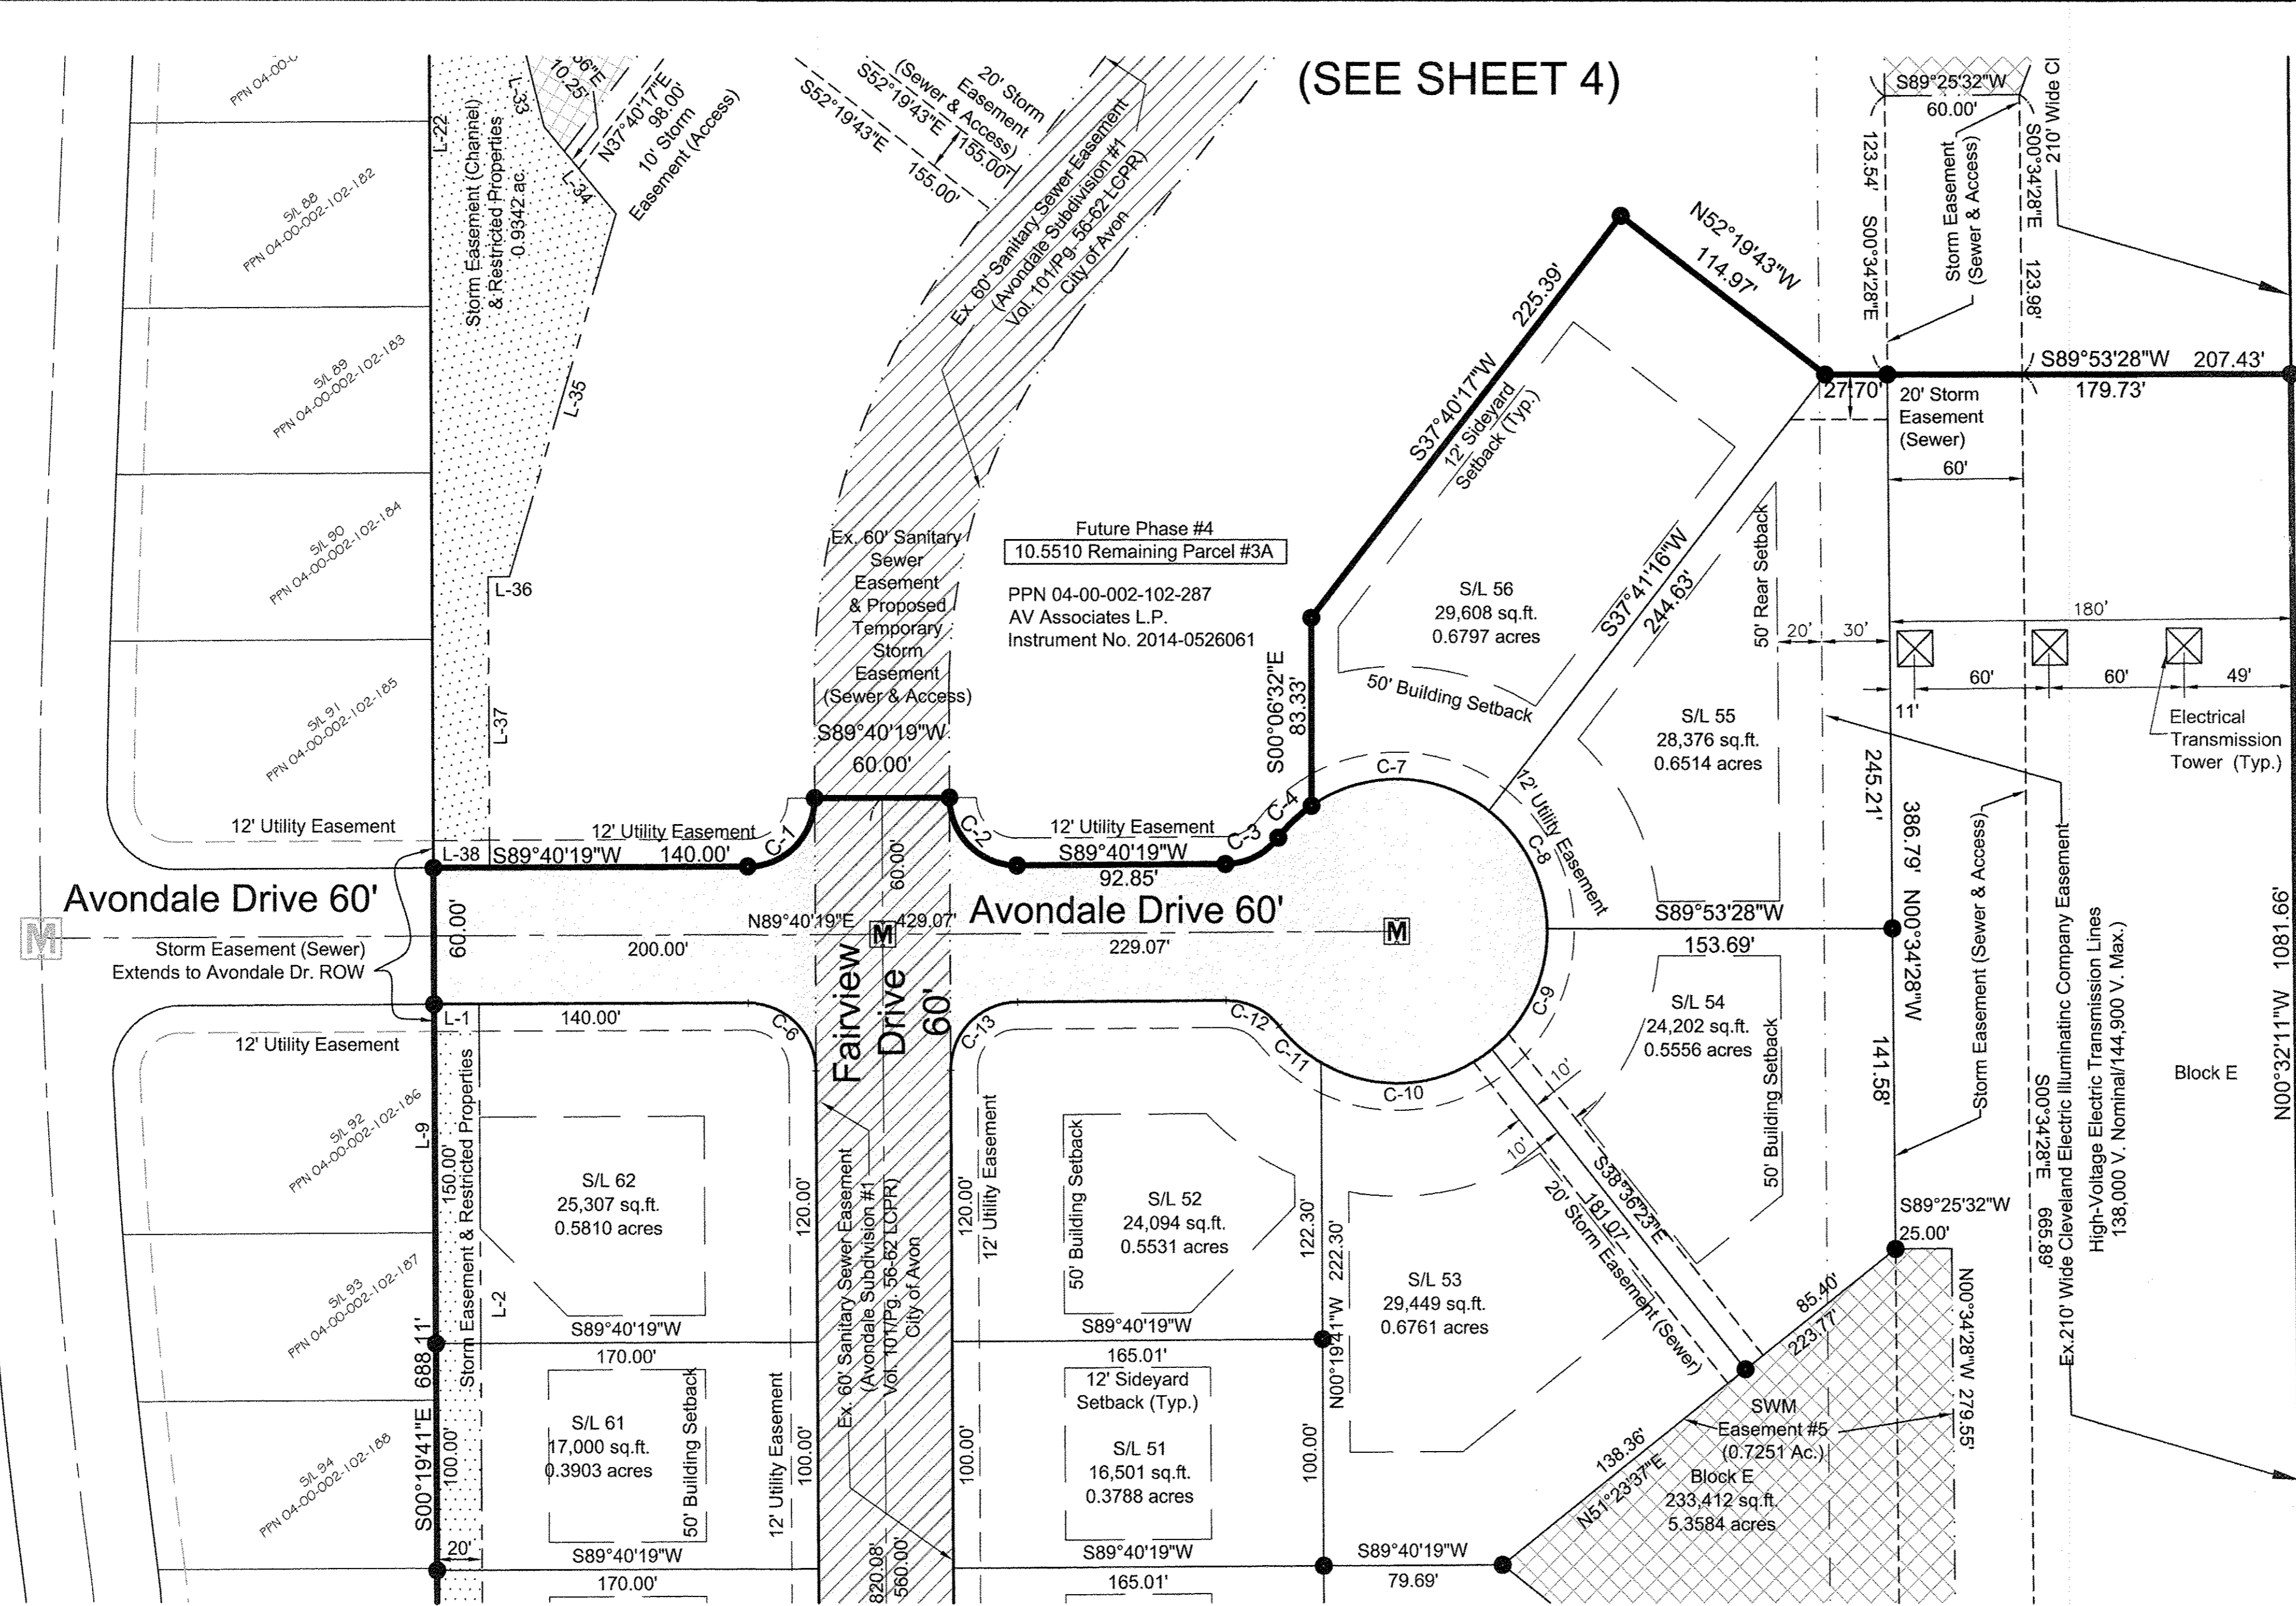 (SEE SHEET 4)
PPN 04-00-0
S/L 88
PPN 04-00-002-102-182
S/L 89
PPN 04-00-002-102-183
S/L 90
PPN 04-00-002-102-184
S/L 91
PPN 04-00-002-102-185
12' Utility Easement
L-22
Storm Easement (Channel)
& Restricted Properties
0.9342 ac.
L-33
10.25'
N37°40'17"E
98.00'
10' Storm
Easement (Access)
L-34
L-35
L-36
L-37
L-38
20' Storm
Easement
(Sewer & Access)
S52°19'43"E 155.00'
S52°19'43"E 155.00'
Ex. 60' Sanitary Sewer Easement
(Avondale Subdivision #1
Vol. 101/Pg. 56-62 LCPR)
City of Avon
Ex. 60' Sanitary
Sewer
Easement
& Proposed
Temporary
Storm
Easement
(Sewer & Access)
S89°40'19"W
60.00'
Future Phase #4
10.5510 Remaining Parcel #3A
PPN 04-00-002-102-287
AV Associates L.P.
Instrument No. 2014-0526061
S37°40'17"W 225.39'
N52°19'43"W
114.97'
12' Sideyard
Setback (Typ.)
S00°06'32"E
83.33'
S/L 56
29,608 sq.ft.
0.6797 acres
50' Building Setback
S37°41'16"W
244.63'
50' Rear Setback
S/L 55
28,376 sq.ft.
0.6514 acres
S89°25'32"W
60.00'
123.54' S00°34'28"E
Storm Easement
(Sewer & Access)
S00°34'28"E 123.98'
210' Wide Cl
S89°53'28"W 207.43'
27.70'
179.73'
20' Storm
Easement
(Sewer)
60'
180'
20'
30'
60'
60'
49'
11'
Electrical
Transmission
Tower (Typ.)
245.21'
386.79' N00°34'28"W
141.58'
Storm Easement (Sewer & Access)
S00°34'28"E 665.89'
Ex.210' Wide Cleveland Electric Illuminatinc Company Easement
High-Voltage Electric Transmission Lines
138,000 V. Nominal/144,900 V. Max.)
Block E
N00°32'11"W 1081.66'
12' Utility Easement
C-1
C-2
12' Utility Easement
C-3
C-4
C-7
12' Utility Easement
C-8
S89°40'19"W 140.00'
S89°40'19"W
92.85'
60.00'
Avondale Drive 60'
Storm Easement (Sewer)
Extends to Avondale Dr. ROW
60.00'
200.00'
N89°40'19"E 429.07'
M
M
M
Avondale Drive 60'
229.07'
Fairview
Drive
60'
S89°53'28"W
153.69'
C-9
S/L 54
24,202 sq.ft.
0.5556 acres
50' Building Setback
L-1
140.00'
C-6
C-13
C-12
C-11
C-10
12' Utility Easement
S/L 92
PPN 04-00-002-102-186
S/L 93
PPN 04-00-002-102-187
S/L 94
PPN 04-00-002-102-188
L-9
150.00'
Storm Easement & Restricted Properties
L-2
S00°19'41"E 688.11'
100.00'
20'
S/L 62
25,307 sq.ft.
0.5810 acres
120.00'
S89°40'19"W
170.00'
S/L 61
17,000 sq.ft.
0.3903 acres
50' Building Setback
12' Utility Easement
100.00'
S89°40'19"W
170.00'
Ex. 60' Sanitary Sewer Easement
(Avondale Subdivision #1
Vol. 101/Pg. 56-62 LCPR)
City of Avon
820.08'
560.00'
120.00'
12' Utility Easement
100.00'
50' Building Setback
S/L 52
24,094 sq.ft.
0.5531 acres
122.30'
N00°19'41"W 222.30'
S89°40'19"W
165.01'
12' Sideyard
Setback (Typ.)
S/L 51
16,501 sq.ft.
0.3788 acres
100.00'
S89°40'19"W
165.01'
S/L 53
29,449 sq.ft.
0.6761 acres
10'
10'
S38°36'23"E
181.07'
20' Storm Easement (Sewer)
S89°25'32"W
25.00'
85.40'
223.77'
138.36'
N51°23'37"E
S89°40'19"W
79.69'
SWM
Easement #5
(0.7251 Ac.)
Block E
233,412 sq.ft.
5.3584 acres
N00°34'28"W 279.55'